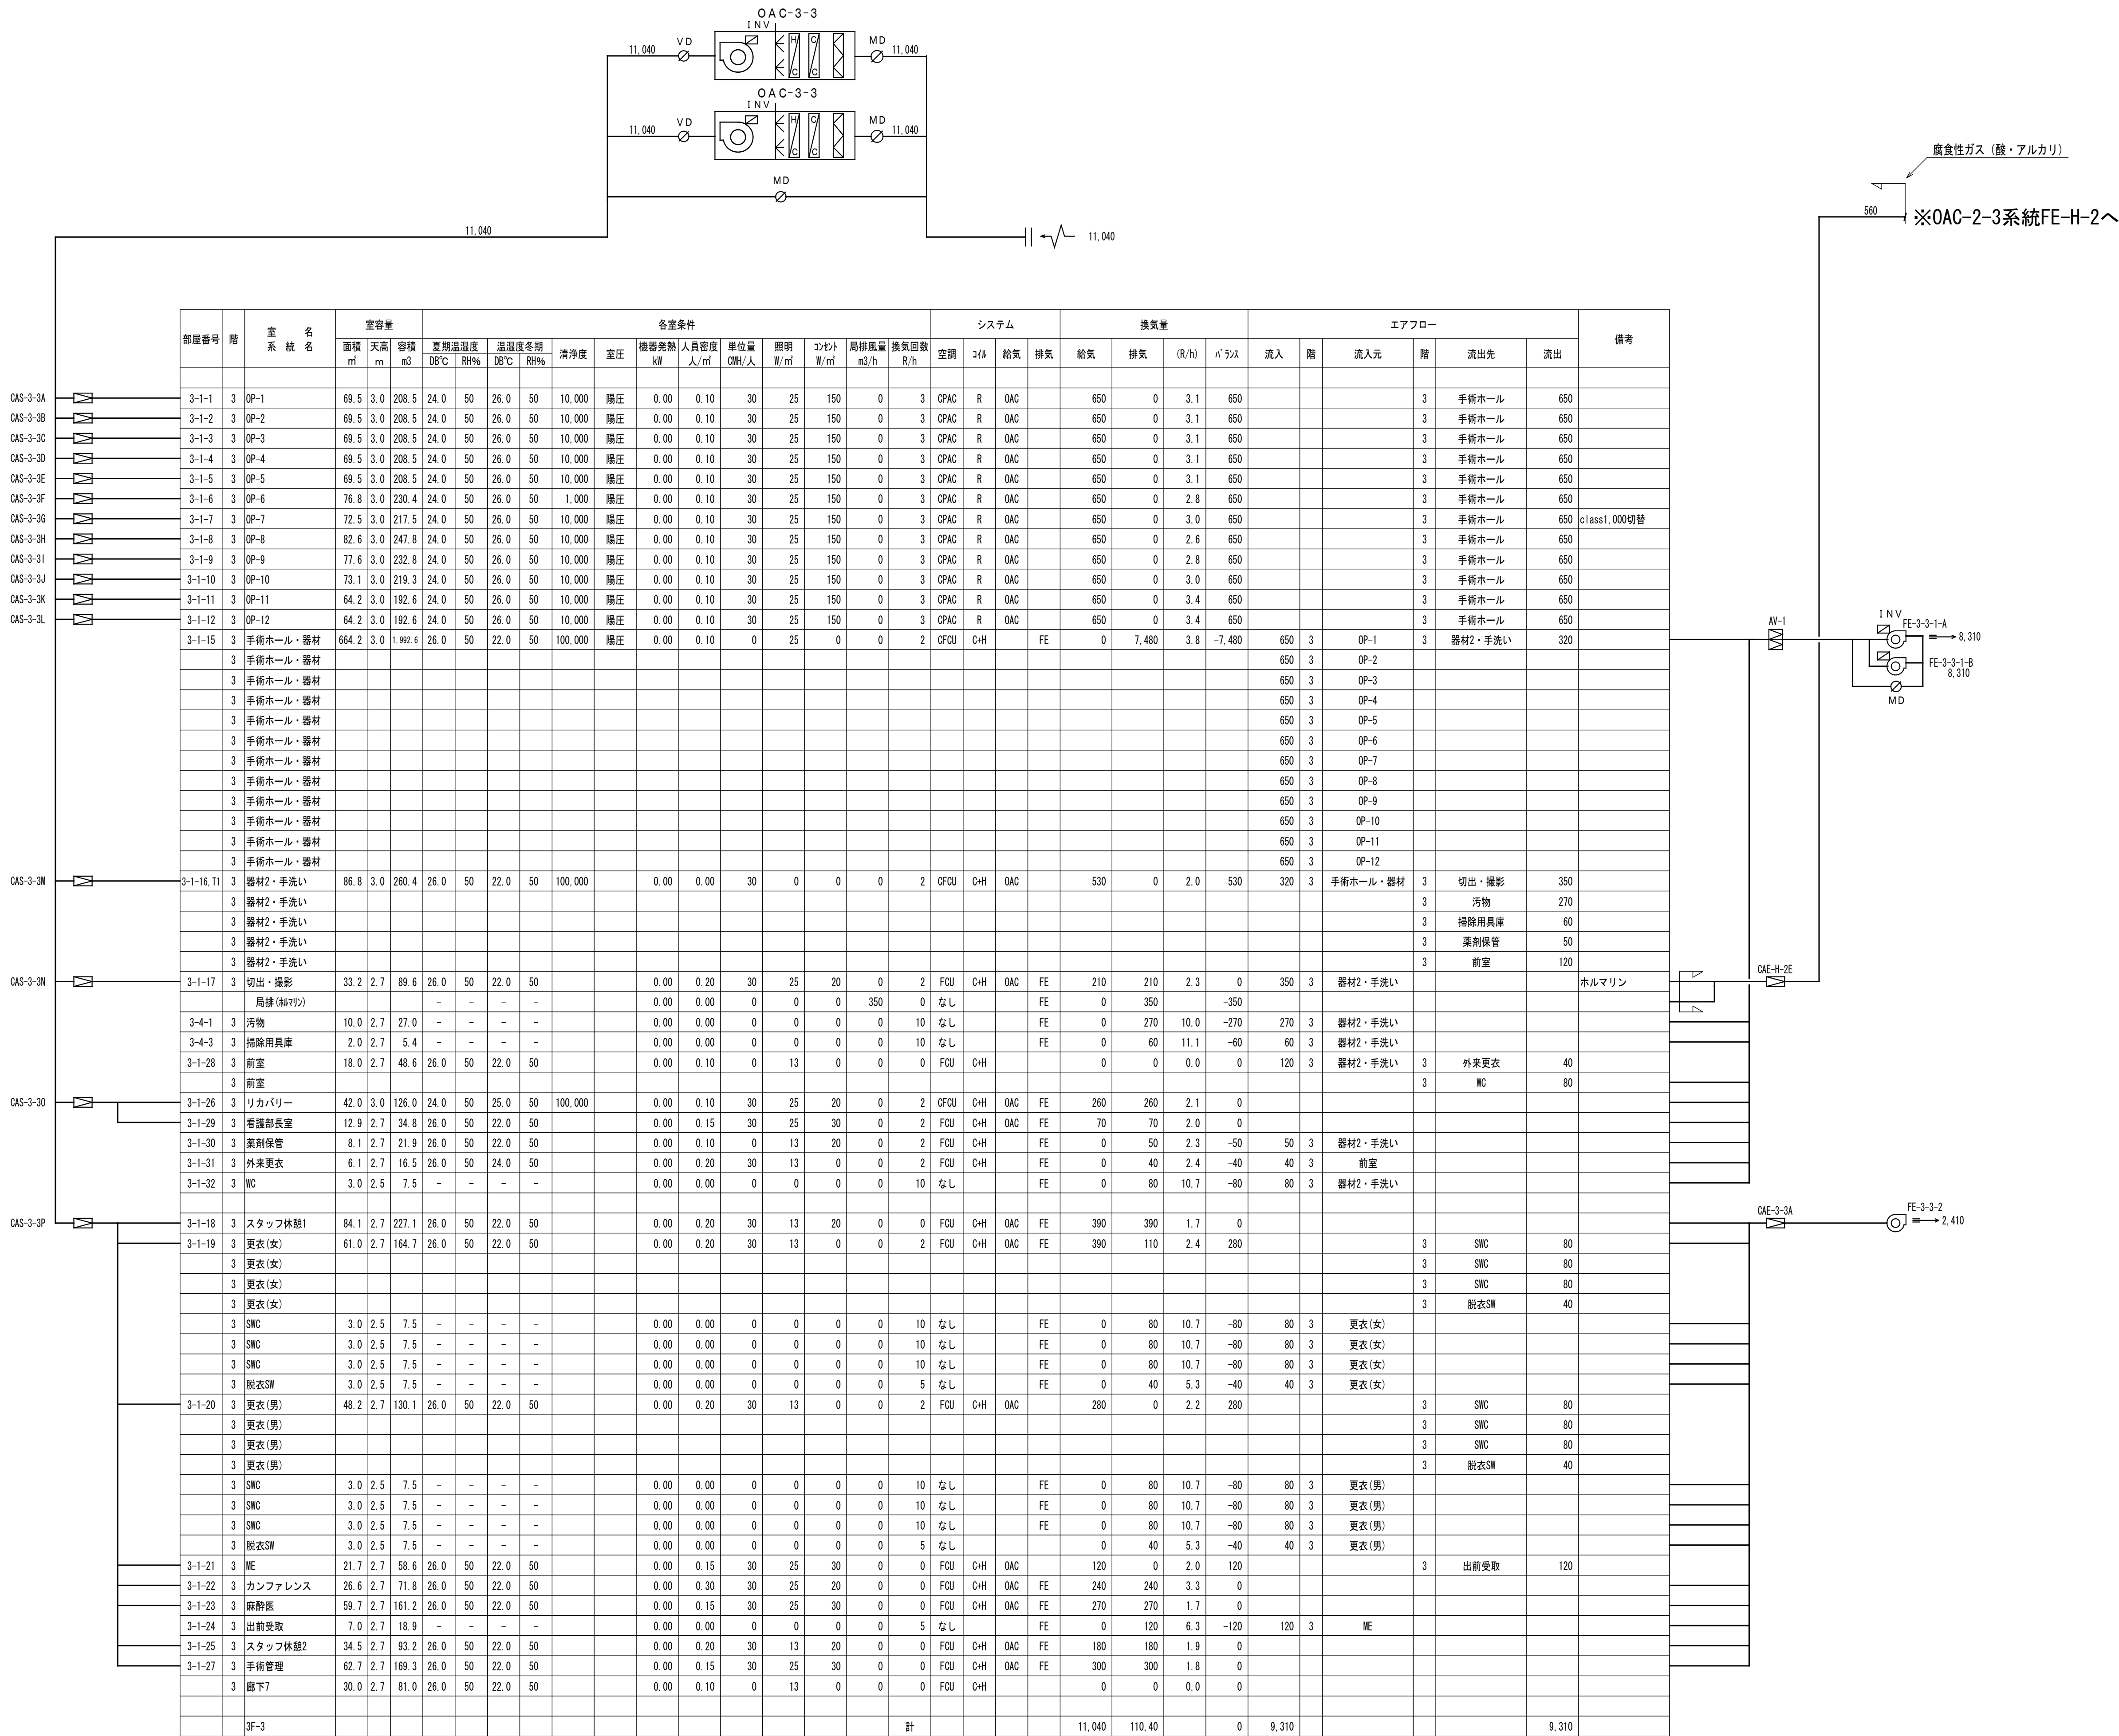 OAC-3-3
INV
11,040 VD MD 11,040
OAC-3-3
INV
11,040 VD MD 11,040
MD
11,040
11,040
腐食性ガス（酸・アルカリ）
560
※OAC-2-3系統FE-H-2へ
部屋番号 階 室　名 系　統　名 室容量 各室条件 システム 換気量 エアフロー 備考
面積 ㎡ 天高 m 容積 m3 夏期温湿度 DB℃ RH% 温湿度冬期 DB℃ RH% 清浄度 室圧 機器発熱 kW 人員密度 人/㎡ 単位量 CMH/人 照明 W/㎡ コンセント W/㎡ 局排風量 m3/h 換気回数 R/h 空調 コイル 給気 排気 給気 排気 (R/h) バランス 流入 階 流入元 階 流出先 流出
CAS-3-3A 3-1-1 3 OP-1 69.5 3.0 208.5 24.0 50 26.0 50 10,000 陽圧 0.00 0.10 30 25 150 0 3 CPAC R OAC 650 0 3.1 650 3 手術ホール 650
CAS-3-3B 3-1-2 3 OP-2 69.5 3.0 208.5 24.0 50 26.0 50 10,000 陽圧 0.00 0.10 30 25 150 0 3 CPAC R OAC 650 0 3.1 650 3 手術ホール 650
CAS-3-3C 3-1-3 3 OP-3 69.5 3.0 208.5 24.0 50 26.0 50 10,000 陽圧 0.00 0.10 30 25 150 0 3 CPAC R OAC 650 0 3.1 650 3 手術ホール 650
CAS-3-3D 3-1-4 3 OP-4 69.5 3.0 208.5 24.0 50 26.0 50 10,000 陽圧 0.00 0.10 30 25 150 0 3 CPAC R OAC 650 0 3.1 650 3 手術ホール 650
CAS-3-3E 3-1-5 3 OP-5 69.5 3.0 208.5 24.0 50 26.0 50 10,000 陽圧 0.00 0.10 30 25 150 0 3 CPAC R OAC 650 0 3.1 650 3 手術ホール 650
CAS-3-3F 3-1-6 3 OP-6 76.8 3.0 230.4 24.0 50 26.0 50 1,000 陽圧 0.00 0.10 30 25 150 0 3 CPAC R OAC 650 0 2.8 650 3 手術ホール 650
CAS-3-3G 3-1-7 3 OP-7 72.5 3.0 217.5 24.0 50 26.0 50 10,000 陽圧 0.00 0.10 30 25 150 0 3 CPAC R OAC 650 0 3.0 650 3 手術ホール 650 class1,000切替
CAS-3-3H 3-1-8 3 OP-8 82.6 3.0 247.8 24.0 50 26.0 50 10,000 陽圧 0.00 0.10 30 25 150 0 3 CPAC R OAC 650 0 2.6 650 3 手術ホール 650
CAS-3-3I 3-1-9 3 OP-9 77.6 3.0 232.8 24.0 50 26.0 50 10,000 陽圧 0.00 0.10 30 25 150 0 3 CPAC R OAC 650 0 2.8 650 3 手術ホール 650
CAS-3-3J 3-1-10 3 OP-10 73.1 3.0 219.3 24.0 50 26.0 50 10,000 陽圧 0.00 0.10 30 25 150 0 3 CPAC R OAC 650 0 3.0 650 3 手術ホール 650
CAS-3-3K 3-1-11 3 OP-11 64.2 3.0 192.6 24.0 50 26.0 50 10,000 陽圧 0.00 0.10 30 25 150 0 3 CPAC R OAC 650 0 3.4 650 3 手術ホール 650
CAS-3-3L 3-1-12 3 OP-12 64.2 3.0 192.6 24.0 50 26.0 50 10,000 陽圧 0.00 0.10 30 25 150 0 3 CPAC R OAC 650 0 3.4 650 3 手術ホール 650
3-1-15 3 手術ホール・器材 664.2 3.0 1,992.6 26.0 50 22.0 50 100,000 陽圧 0.00 0.10 0 25 0 0 2 CFCU C+H FE 0 7,480 3.8 -7,480 650 3 OP-1 3 器材2・手洗い 320
AV-1 INV FE-3-3-1-A 8,310
FE-3-3-1-B 8,310
MD
3 手術ホール・器材 650 3 OP-2
3 手術ホール・器材 650 3 OP-3
3 手術ホール・器材 650 3 OP-4
3 手術ホール・器材 650 3 OP-5
3 手術ホール・器材 650 3 OP-6
3 手術ホール・器材 650 3 OP-7
3 手術ホール・器材 650 3 OP-8
3 手術ホール・器材 650 3 OP-9
3 手術ホール・器材 650 3 OP-10
3 手術ホール・器材 650 3 OP-11
3 手術ホール・器材 650 3 OP-12
CAS-3-3M 3-1-16,T1 3 器材2・手洗い 86.8 3.0 260.4 26.0 50 22.0 50 100,000 0.00 0.00 30 0 0 0 2 CFCU C+H OAC 530 0 2.0 530 320 3 手術ホール・器材 3 切出・撮影 350
3 器材2・手洗い 3 汚物 270
3 器材2・手洗い 3 掃除用具庫 60
3 器材2・手洗い 3 薬剤保管 50
3 器材2・手洗い 3 前室 120
CAS-3-3N 3-1-17 3 切出・撮影 33.2 2.7 89.6 26.0 50 22.0 50 0.00 0.20 30 25 20 0 2 FCU C+H OAC FE 210 210 2.3 0 350 3 器材2・手洗い ホルマリン CAE-H-2E
局排(ホルマリン) - - - - 0.00 0.00 0 0 0 350 0 なし FE 0 350 -350
3-4-1 3 汚物 10.0 2.7 27.0 - - - - 0.00 0.00 0 0 0 0 10 なし FE 0 270 10.0 -270 270 3 器材2・手洗い
3-4-3 3 掃除用具庫 2.0 2.7 5.4 - - - - 0.00 0.00 0 0 0 0 10 なし FE 0 60 11.1 -60 60 3 器材2・手洗い
3-1-28 3 前室 18.0 2.7 48.6 26.0 50 22.0 50 0.00 0.10 0 13 0 0 0 FCU C+H 0 0 0.0 0 120 3 器材2・手洗い 3 外来更衣 40
3 前室 3 WC 80
CAS-3-3O 3-1-26 3 リカバリー 42.0 3.0 126.0 24.0 50 25.0 50 100,000 0.00 0.10 30 25 20 0 2 CFCU C+H OAC FE 260 260 2.1 0
3-1-29 3 看護部長室 12.9 2.7 34.8 26.0 50 22.0 50 0.00 0.15 30 25 30 0 2 FCU C+H OAC FE 70 70 2.0 0
3-1-30 3 薬剤保管 8.1 2.7 21.9 26.0 50 22.0 50 0.00 0.10 0 13 20 0 2 FCU C+H FE 0 50 2.3 -50 50 3 器材2・手洗い
3-1-31 3 外来更衣 6.1 2.7 16.5 26.0 50 24.0 50 0.00 0.20 30 13 0 0 2 FCU C+H FE 0 40 2.4 -40 40 3 前室
3-1-32 3 WC 3.0 2.5 7.5 - - - - 0.00 0.00 0 0 0 0 10 なし FE 0 80 10.7 -80 80 3 器材2・手洗い
CAS-3-3P 3-1-18 3 スタッフ休憩1 84.1 2.7 227.1 26.0 50 22.0 50 0.00 0.20 30 13 20 0 0 FCU C+H OAC FE 390 390 1.7 0 CAE-3-3A FE-3-3-2 2,410
3-1-19 3 更衣(女) 61.0 2.7 164.7 26.0 50 22.0 50 0.00 0.20 30 13 0 0 2 FCU C+H OAC FE 390 110 2.4 280 3 SWC 80
3 更衣(女) 3 SWC 80
3 更衣(女) 3 SWC 80
3 更衣(女) 3 脱衣SW 40
3 SWC 3.0 2.5 7.5 - - - - 0.00 0.00 0 0 0 0 10 なし FE 0 80 10.7 -80 80 3 更衣(女)
3 SWC 3.0 2.5 7.5 - - - - 0.00 0.00 0 0 0 0 10 なし FE 0 80 10.7 -80 80 3 更衣(女)
3 SWC 3.0 2.5 7.5 - - - - 0.00 0.00 0 0 0 0 10 なし FE 0 80 10.7 -80 80 3 更衣(女)
3 脱衣SW 3.0 2.5 7.5 - - - - 0.00 0.00 0 0 0 0 5 なし FE 0 40 5.3 -40 40 3 更衣(女)
3-1-20 3 更衣(男) 48.2 2.7 130.1 26.0 50 22.0 50 0.00 0.20 30 13 0 0 2 FCU C+H OAC 280 0 2.2 280 3 SWC 80
3 更衣(男) 3 SWC 80
3 更衣(男) 3 SWC 80
3 更衣(男) 3 脱衣SW 40
3 SWC 3.0 2.5 7.5 - - - - 0.00 0.00 0 0 0 0 10 なし FE 0 80 10.7 -80 80 3 更衣(男)
3 SWC 3.0 2.5 7.5 - - - - 0.00 0.00 0 0 0 0 10 なし FE 0 80 10.7 -80 80 3 更衣(男)
3 SWC 3.0 2.5 7.5 - - - - 0.00 0.00 0 0 0 0 10 なし FE 0 80 10.7 -80 80 3 更衣(男)
3 脱衣SW 3.0 2.5 7.5 - - - - 0.00 0.00 0 0 0 0 5 なし 0 40 5.3 -40 40 3 更衣(男)
3-1-21 3 ME 21.7 2.7 58.6 26.0 50 22.0 50 0.00 0.15 30 25 30 0 0 FCU C+H OAC 120 0 2.0 120 3 出前受取 120
3-1-22 3 カンファレンス 26.6 2.7 71.8 26.0 50 22.0 50 0.00 0.30 30 25 20 0 0 FCU C+H OAC FE 240 240 3.3 0
3-1-23 3 麻酔医 59.7 2.7 161.2 26.0 50 22.0 50 0.00 0.15 30 25 30 0 0 FCU C+H OAC FE 270 270 1.7 0
3-1-24 3 出前受取 7.0 2.7 18.9 - - - - 0.00 0.00 0 0 0 0 5 なし FE 0 120 6.3 -120 120 3 ME
3-1-25 3 スタッフ休憩2 34.5 2.7 93.2 26.0 50 22.0 50 0.00 0.20 30 13 20 0 0 FCU C+H OAC FE 180 180 1.9 0
3-1-27 3 手術管理 62.7 2.7 169.3 26.0 50 22.0 50 0.00 0.15 30 25 30 0 0 FCU C+H OAC FE 300 300 1.8 0
3 廊下7 30.0 2.7 81.0 26.0 50 22.0 50 0.00 0.10 0 13 0 0 0 FCU C+H 0 0 0.0 0
3F-3 計 11,040 110,40 0 9,310 9,310